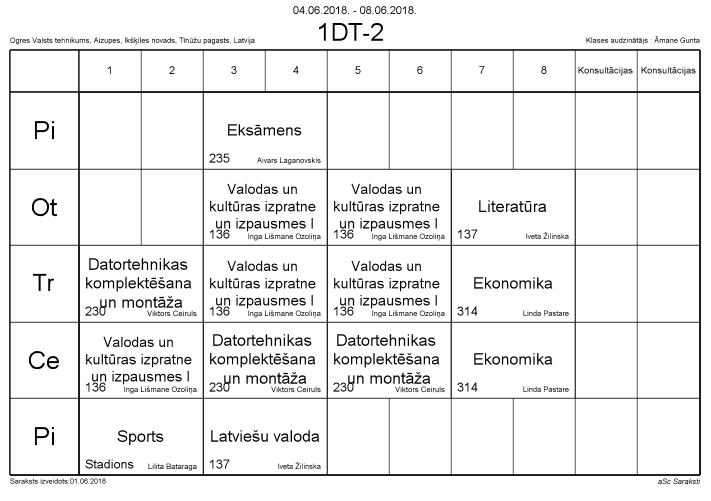 04.06.2018. - 08.06.2018.
1DT-2
Ogres Valsts tehnikums, Aizupes, Ikšķiles novads, Tīnūžu pagasts, Latvija
Klases audzinātājs : Āmane Gunta
1 2 3 4 5 6 7 8 Konsultācijas Konsultācijas
Pi
Eksāmens
235 Aivars Laganovskis
Ot
Valodas un
kultūras izpratne
un izpausmes I
136 Inga Lišmane Ozoliņa
Valodas un
kultūras izpratne
un izpausmes I
136 Inga Lišmane Ozoliņa
Literatūra
137 Iveta Žilinska
Tr
Datortehnikas
komplektēšana
un montāža
230 Viktors Ceiruls
Valodas un
kultūras izpratne
un izpausmes I
136 Inga Lišmane Ozoliņa
Valodas un
kultūras izpratne
un izpausmes I
136 Inga Lišmane Ozoliņa
Ekonomika
314 Linda Pastare
Ce
Valodas un
kultūras izpratne
un izpausmes I
136 Inga Lišmane Ozoliņa
Datortehnikas
komplektēšana
un montāža
230 Viktors Ceiruls
Datortehnikas
komplektēšana
un montāža
230 Viktors Ceiruls
Ekonomika
314 Linda Pastare
Pi
Sports
Stadions Lilita Bataraga
Latviešu valoda
137 Iveta Žilinska
Saraksts izveidots:01.06.2018
aSc Saraksti